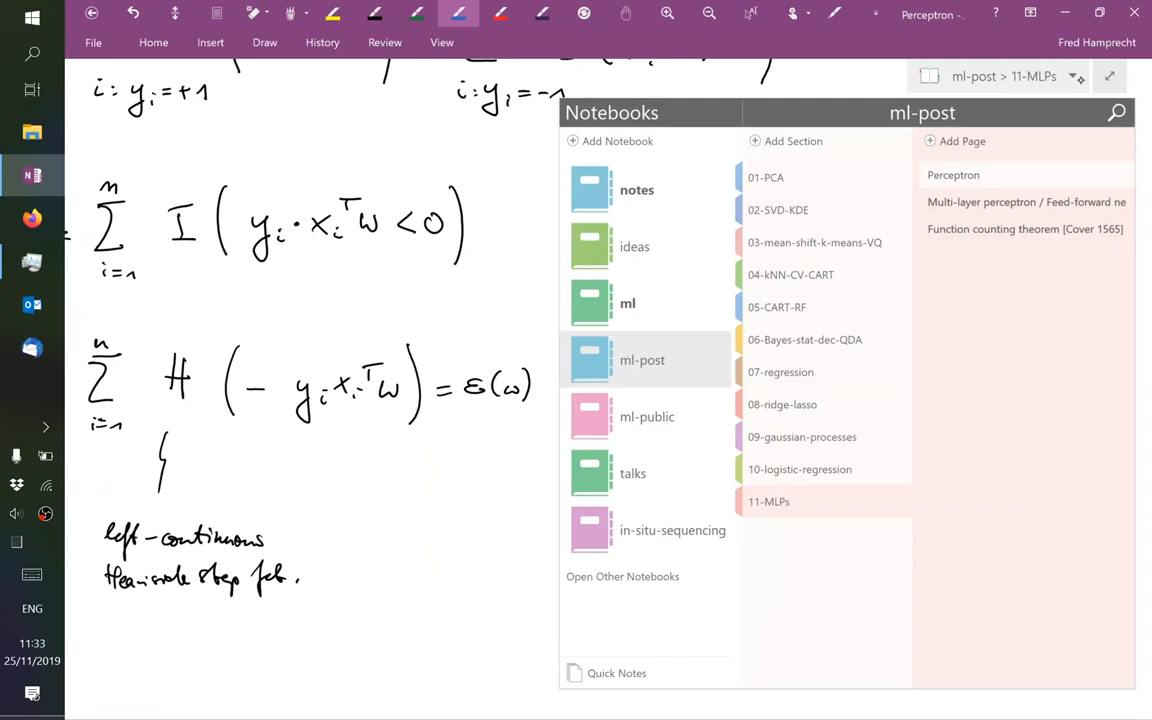 Perceptron -..
File Home Insert Draw History Review View
Fred Hamprecht
i: yᵢ = +1
i: yᵢ = -1
ml-post > 11-MLPs
Notebooks
ml-post
Add Notebook
Add Section
Add Page
notes
ideas
ml
ml-post
ml-public
talks
in-situ-sequencing
Open Other Notebooks
Quick Notes
01-PCA
02-SVD-KDE
03-mean-shift-k-means-VQ
04-kNN-CV-CART
05-CART-RF
06-Bayes-stat-dec-QDA
07-regression
08-ridge-lasso
09-gaussian-processes
10-logistic-regression
11-MLPs
Perceptron
Multi-layer perceptron / Feed-forward ne
Function counting theorem [Cover 1565]
= Σᵢ₌₁ⁿ I ( yᵢ · xᵢᵀw < 0 )
Σᵢ₌₁ⁿ H ( - yᵢ xᵢᵀw ) = ε(w)
left-continuous
Heaviside step fct.
ENG
11:33
25/11/2019